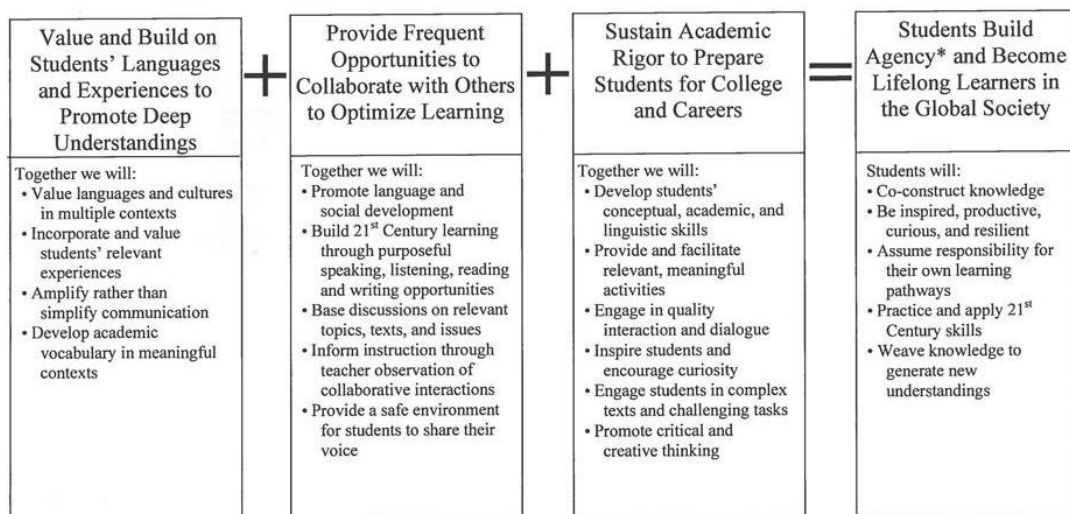 Value and Build on
Students' Languages
and Experiences to
Promote Deep
Understandings
Together we will:
• Value languages and cultures
in multiple contexts
• Incorporate and value
students' relevant
experiences
• Amplify rather than
simplify communication
• Develop academic
vocabulary in meaningful
contexts
+
Provide Frequent
Opportunities to
Collaborate with Others
to Optimize Learning
Together we will:
• Promote language and
social development
• Build 21st Century learning
through purposeful
speaking, listening, reading
and writing opportunities
• Base discussions on relevant
topics, texts, and issues
• Inform instruction through
teacher observation of
collaborative interactions
• Provide a safe environment
for students to share their
voice
+
Sustain Academic
Rigor to Prepare
Students for College
and Careers
Together we will:
• Develop students'
conceptual, academic, and
linguistic skills
• Provide and facilitate
relevant, meaningful
activities
• Engage in quality
interaction and dialogue
• Inspire students and
encourage curiosity
• Engage students in complex
texts and challenging tasks
• Promote critical and
creative thinking
=
Students Build
Agency* and Become
Lifelong Learners in
the Global Society
Students will:
• Co-construct knowledge
• Be inspired, productive,
curious, and resilient
• Assume responsibility for
their own learning
pathways
• Practice and apply 21st
Century skills
• Weave knowledge to
generate new
understandings